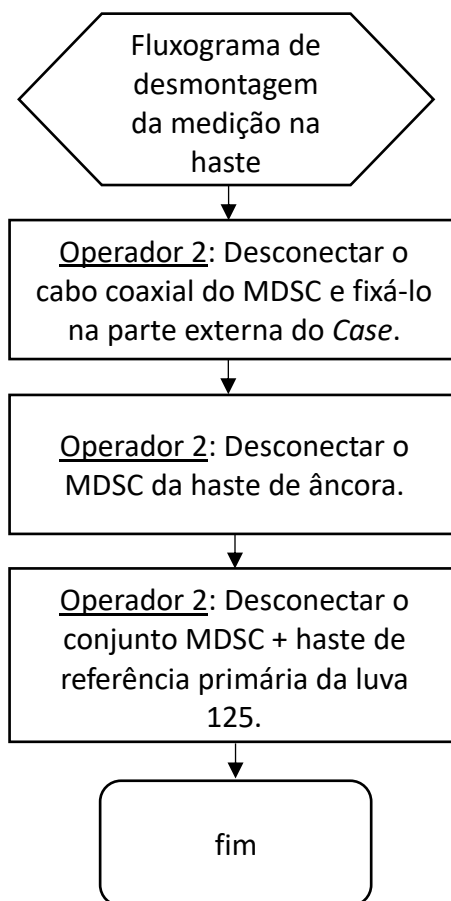 Fluxograma de
desmontagem
da medição na
haste
Operador 2: Desconectar o
cabo coaxial do MDSC e fixá-lo
na parte externa do Case.
Operador 2: Desconectar o
MDSC da haste de âncora.
Operador 2: Desconectar o
conjunto MDSC + haste de
referência primária da luva
125.
fim